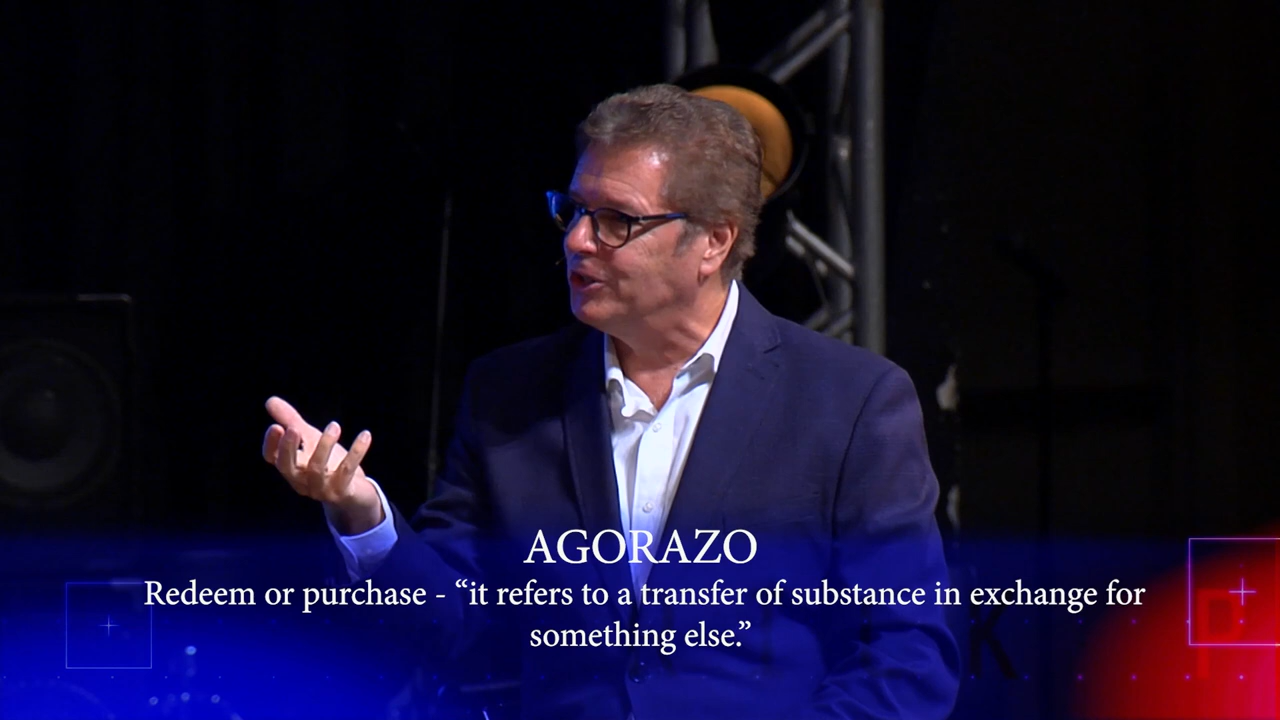 AGORAZO
Redeem or purchase - “it refers to a transfer of substance in exchange for
something else.”